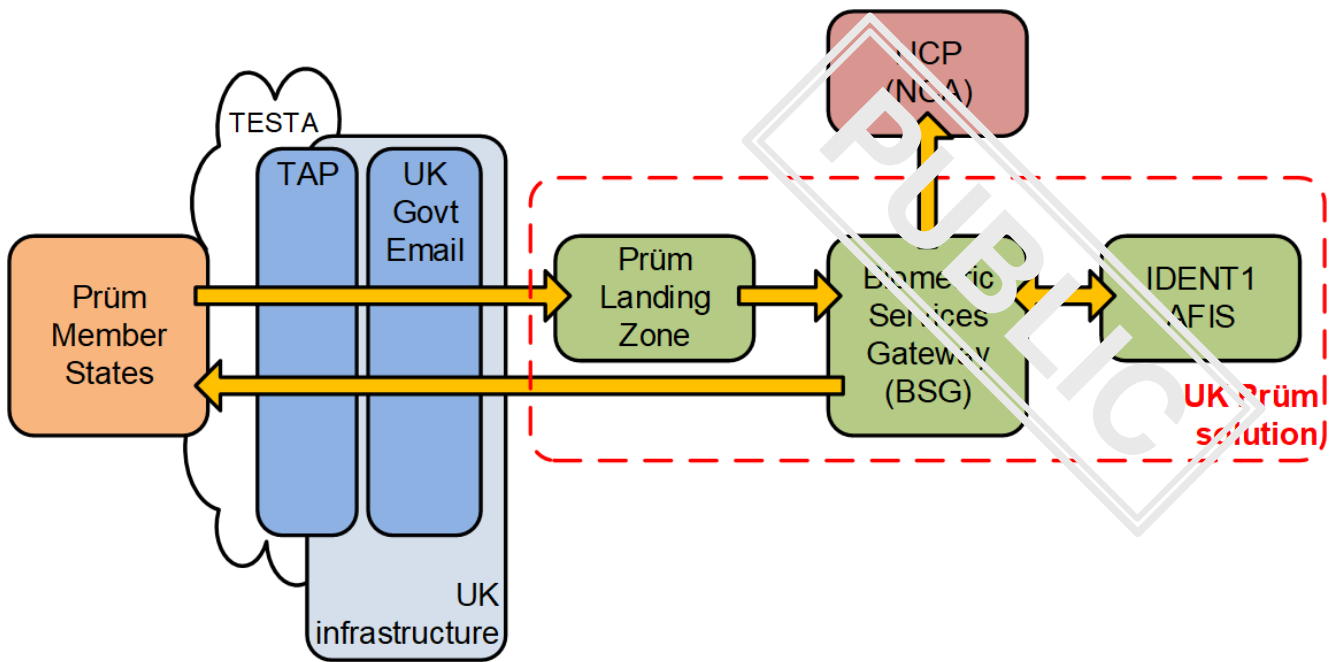 TESTA
TAP
UK
Govt
Email
UK
infrastructure
Prüm
Member
States
Prüm
Landing
Zone
(NCA)
Biometric
Services
Gateway
(BSG)
IDENT1
AFIS
UK Prüm
solution
PUBLIC